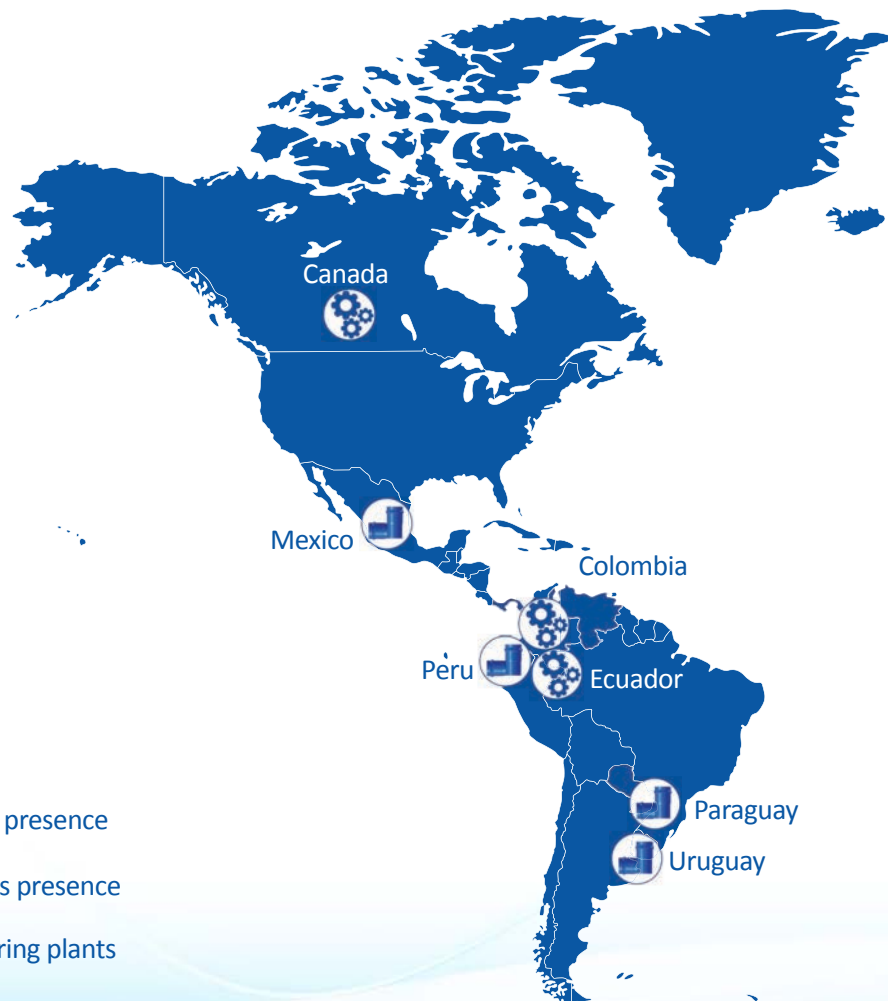 Canada
Mexico
Colombia
Peru
Ecuador
Paraguay
presence
Uruguay
s presence
ring plants